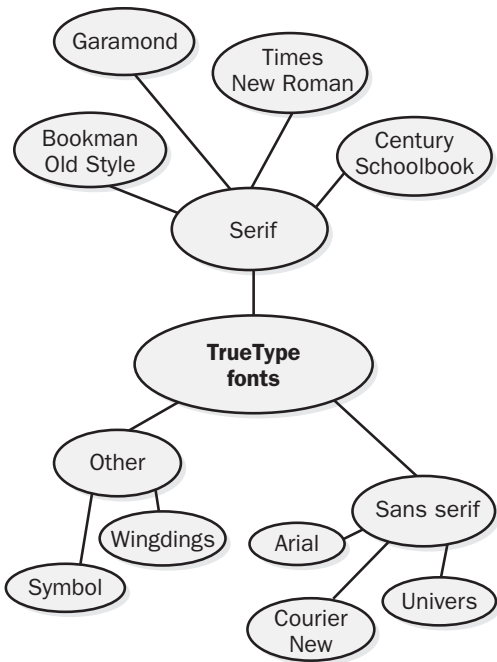 Garamond
Times
New Roman
Bookman
Old Style
Century
Schoolbook
Serif
TrueType
fonts
Other
Wingdings
Symbol
Sans serif
Arial
Courier
New
Univers